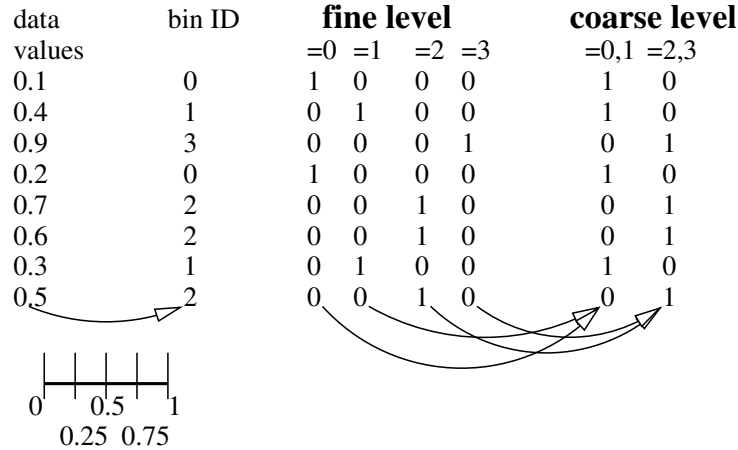 data bin ID fine level coarse level
values =0 =1 =2 =3 =0,1 =2,3
0.1 0 1 0 0 0 1 0
0.4 1 0 1 0 0 1 0
0.9 3 0 0 0 1 0 1
0.2 0 1 0 0 0 1 0
0.7 2 0 0 1 0 0 1
0.6 2 0 0 1 0 0 1
0.3 1 0 1 0 0 1 0
0.5 2 0 0 1 0 0 1
0 0.5 1
0.25 0.75